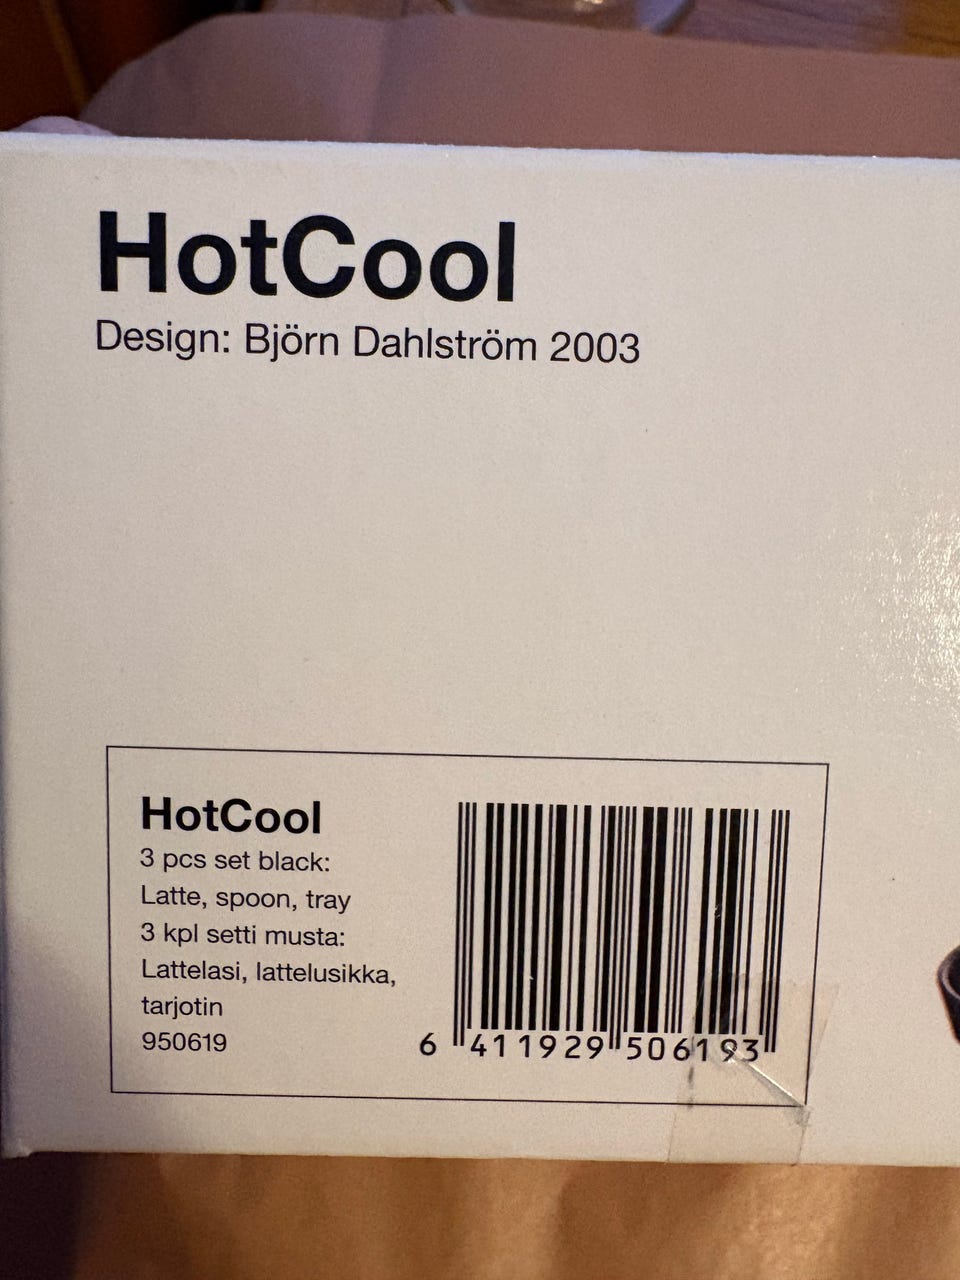 HotCool
Design: Björn Dahlström 2003
HotCool
3 pcs set black:
Latte, spoon, tray
3 kpl setti musta:
Lattelasi, lattelusikka,
tarjotin
950619
6 411929 506193